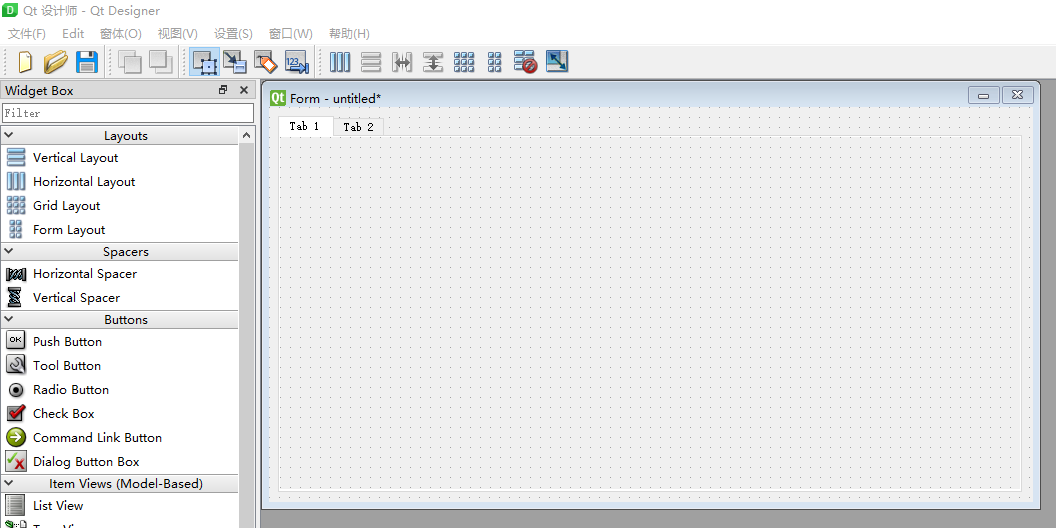 Qt 设计师 - Qt Designer
文件(F) Edit 窗体(O) 视图(V) 设置(S) 窗口(W) 帮助(H)
123
Widget Box
Filter
Layouts
Vertical Layout
Horizontal Layout
Grid Layout
Form Layout
Spacers
Horizontal Spacer
Vertical Spacer
Buttons
OK Push Button
Tool Button
Radio Button
Check Box
Command Link Button
Dialog Button Box
Item Views (Model-Based)
List View
Qt Form - untitled*
Tab 1 Tab 2